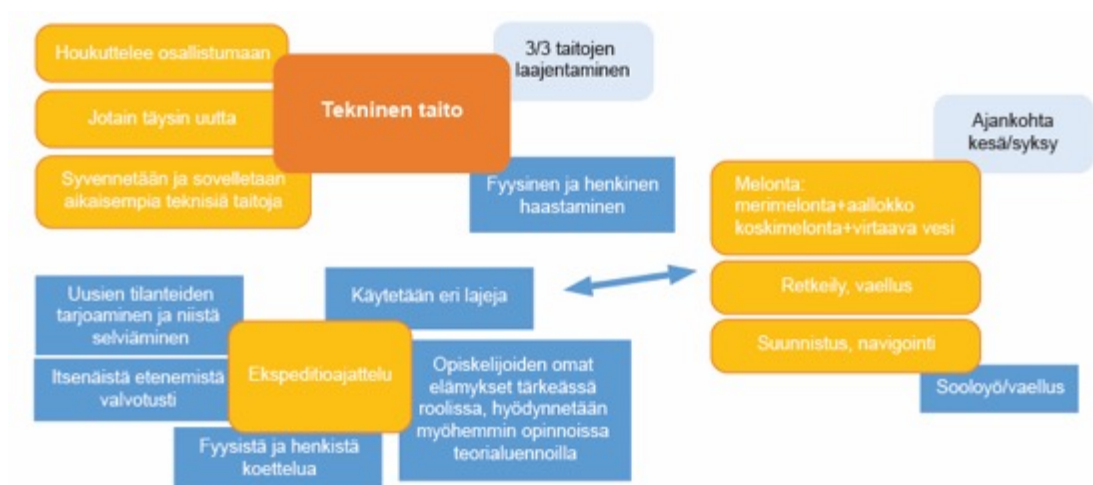 Houkuttelee osallistumaan
Jotain täysin uutta
Syvennetään ja sovelletaan
aikaisempia teknisiä taitoja
Tekninen taito
3/3 taitojen
laajentaminen
Fyysinen ja henkinen
haastaminen
Ajankohta
kesä/syksy
Melonta:
merimelonta+aallokko
koskimelonta+virtaava vesi
Retkeily, vaellus
Suunnistus, navigointi
Sooloyö/vaellus
Uusien tilanteiden
tarjoaminen ja niistä
selviäminen
Itsenäistä etenemistä
valvotusti
Ekspeditioajattelu
Käytetään eri lajeja
Opiskelijoiden omat
elämykset tärkeässä
roolissa, hyödynnetään
myöhemmin opinnoissa
teorialuennoilla
Fyysistä ja henkistä
koettelua